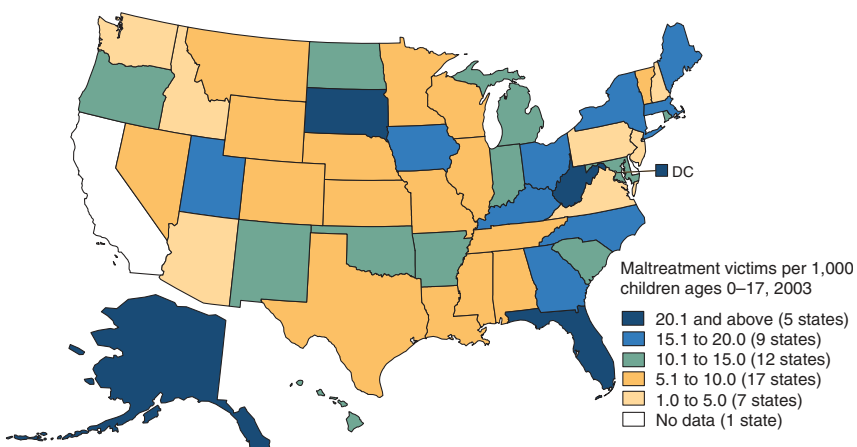 DC
Maltreatment victims per 1,000
children ages 0–17, 2003
20.1 and above (5 states)
15.1 to 20.0 (9 states)
10.1 to 15.0 (12 states)
5.1 to 10.0 (17 states)
1.0 to 5.0 (7 states)
No data (1 state)